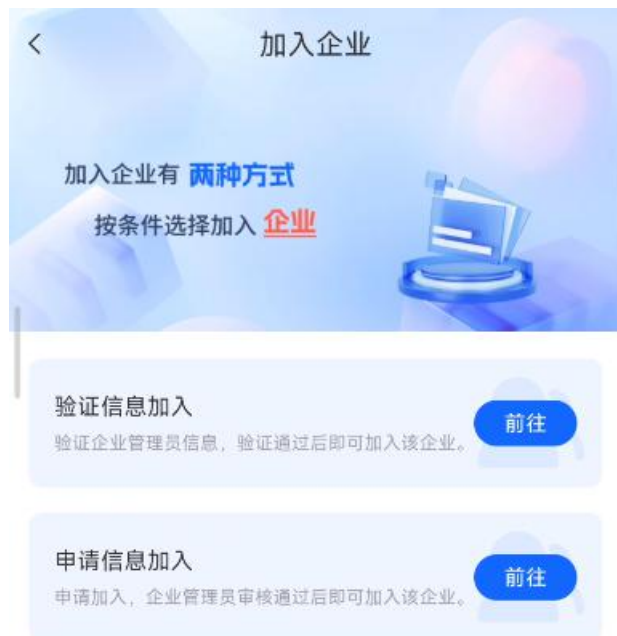 加入企业
加入企业有 两种方式
按条件选择加入 企业
验证信息加入
验证企业管理员信息，验证通过后即可加入该企业。
前往
申请信息加入
申请加入，企业管理员审核通过后即可加入该企业。
前往